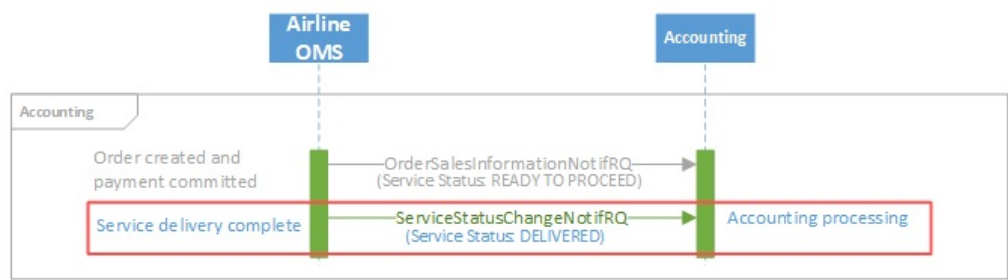 Airline
OMS
Accounting
Accounting
Order created and
payment committed
OrderSalesInformationNotifRQ
(Service Status: READY TO PROCEED)
Service delivery complete
ServiceStatusChangeNotifRQ
(Service Status: DELIVERED)
Accounting processing